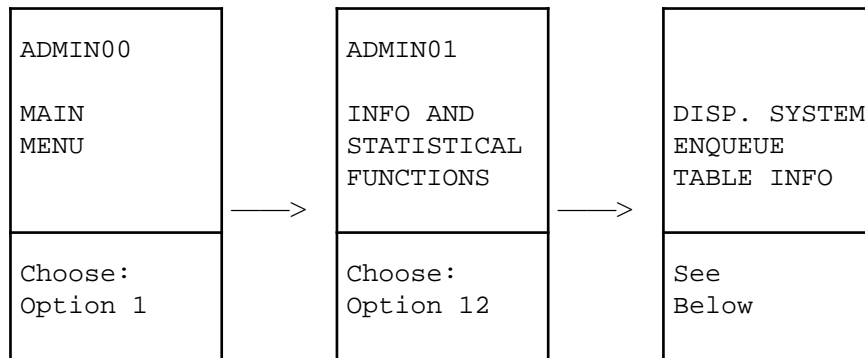 ADMIN00
MAIN
MENU
Choose:
Option 1
———>
ADMIN01
INFO AND
STATISTICAL
FUNCTIONS
Choose:
Option 12
———>
DISP. SYSTEM
ENQUEUE
TABLE INFO
See
Below